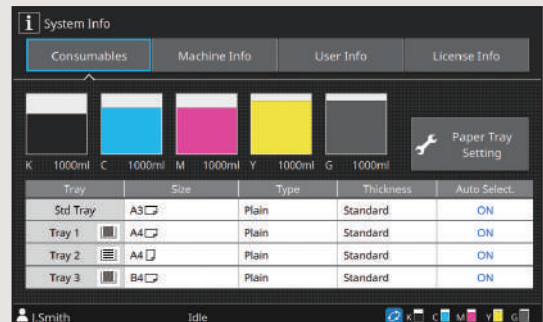 i System Info
Consumables Machine Info User Info License Info
K 1000ml C 1000ml M 1000ml Y 1000ml G 1000ml
Paper Tray
Setting
Tray Size Type Thickness Auto Select.
Std Tray A3 Plain Standard ON
Tray 1 A4 Plain Standard ON
Tray 2 A4 Plain Standard ON
Tray 3 B4 Plain Standard ON
I.Smith Idle K C M Y G